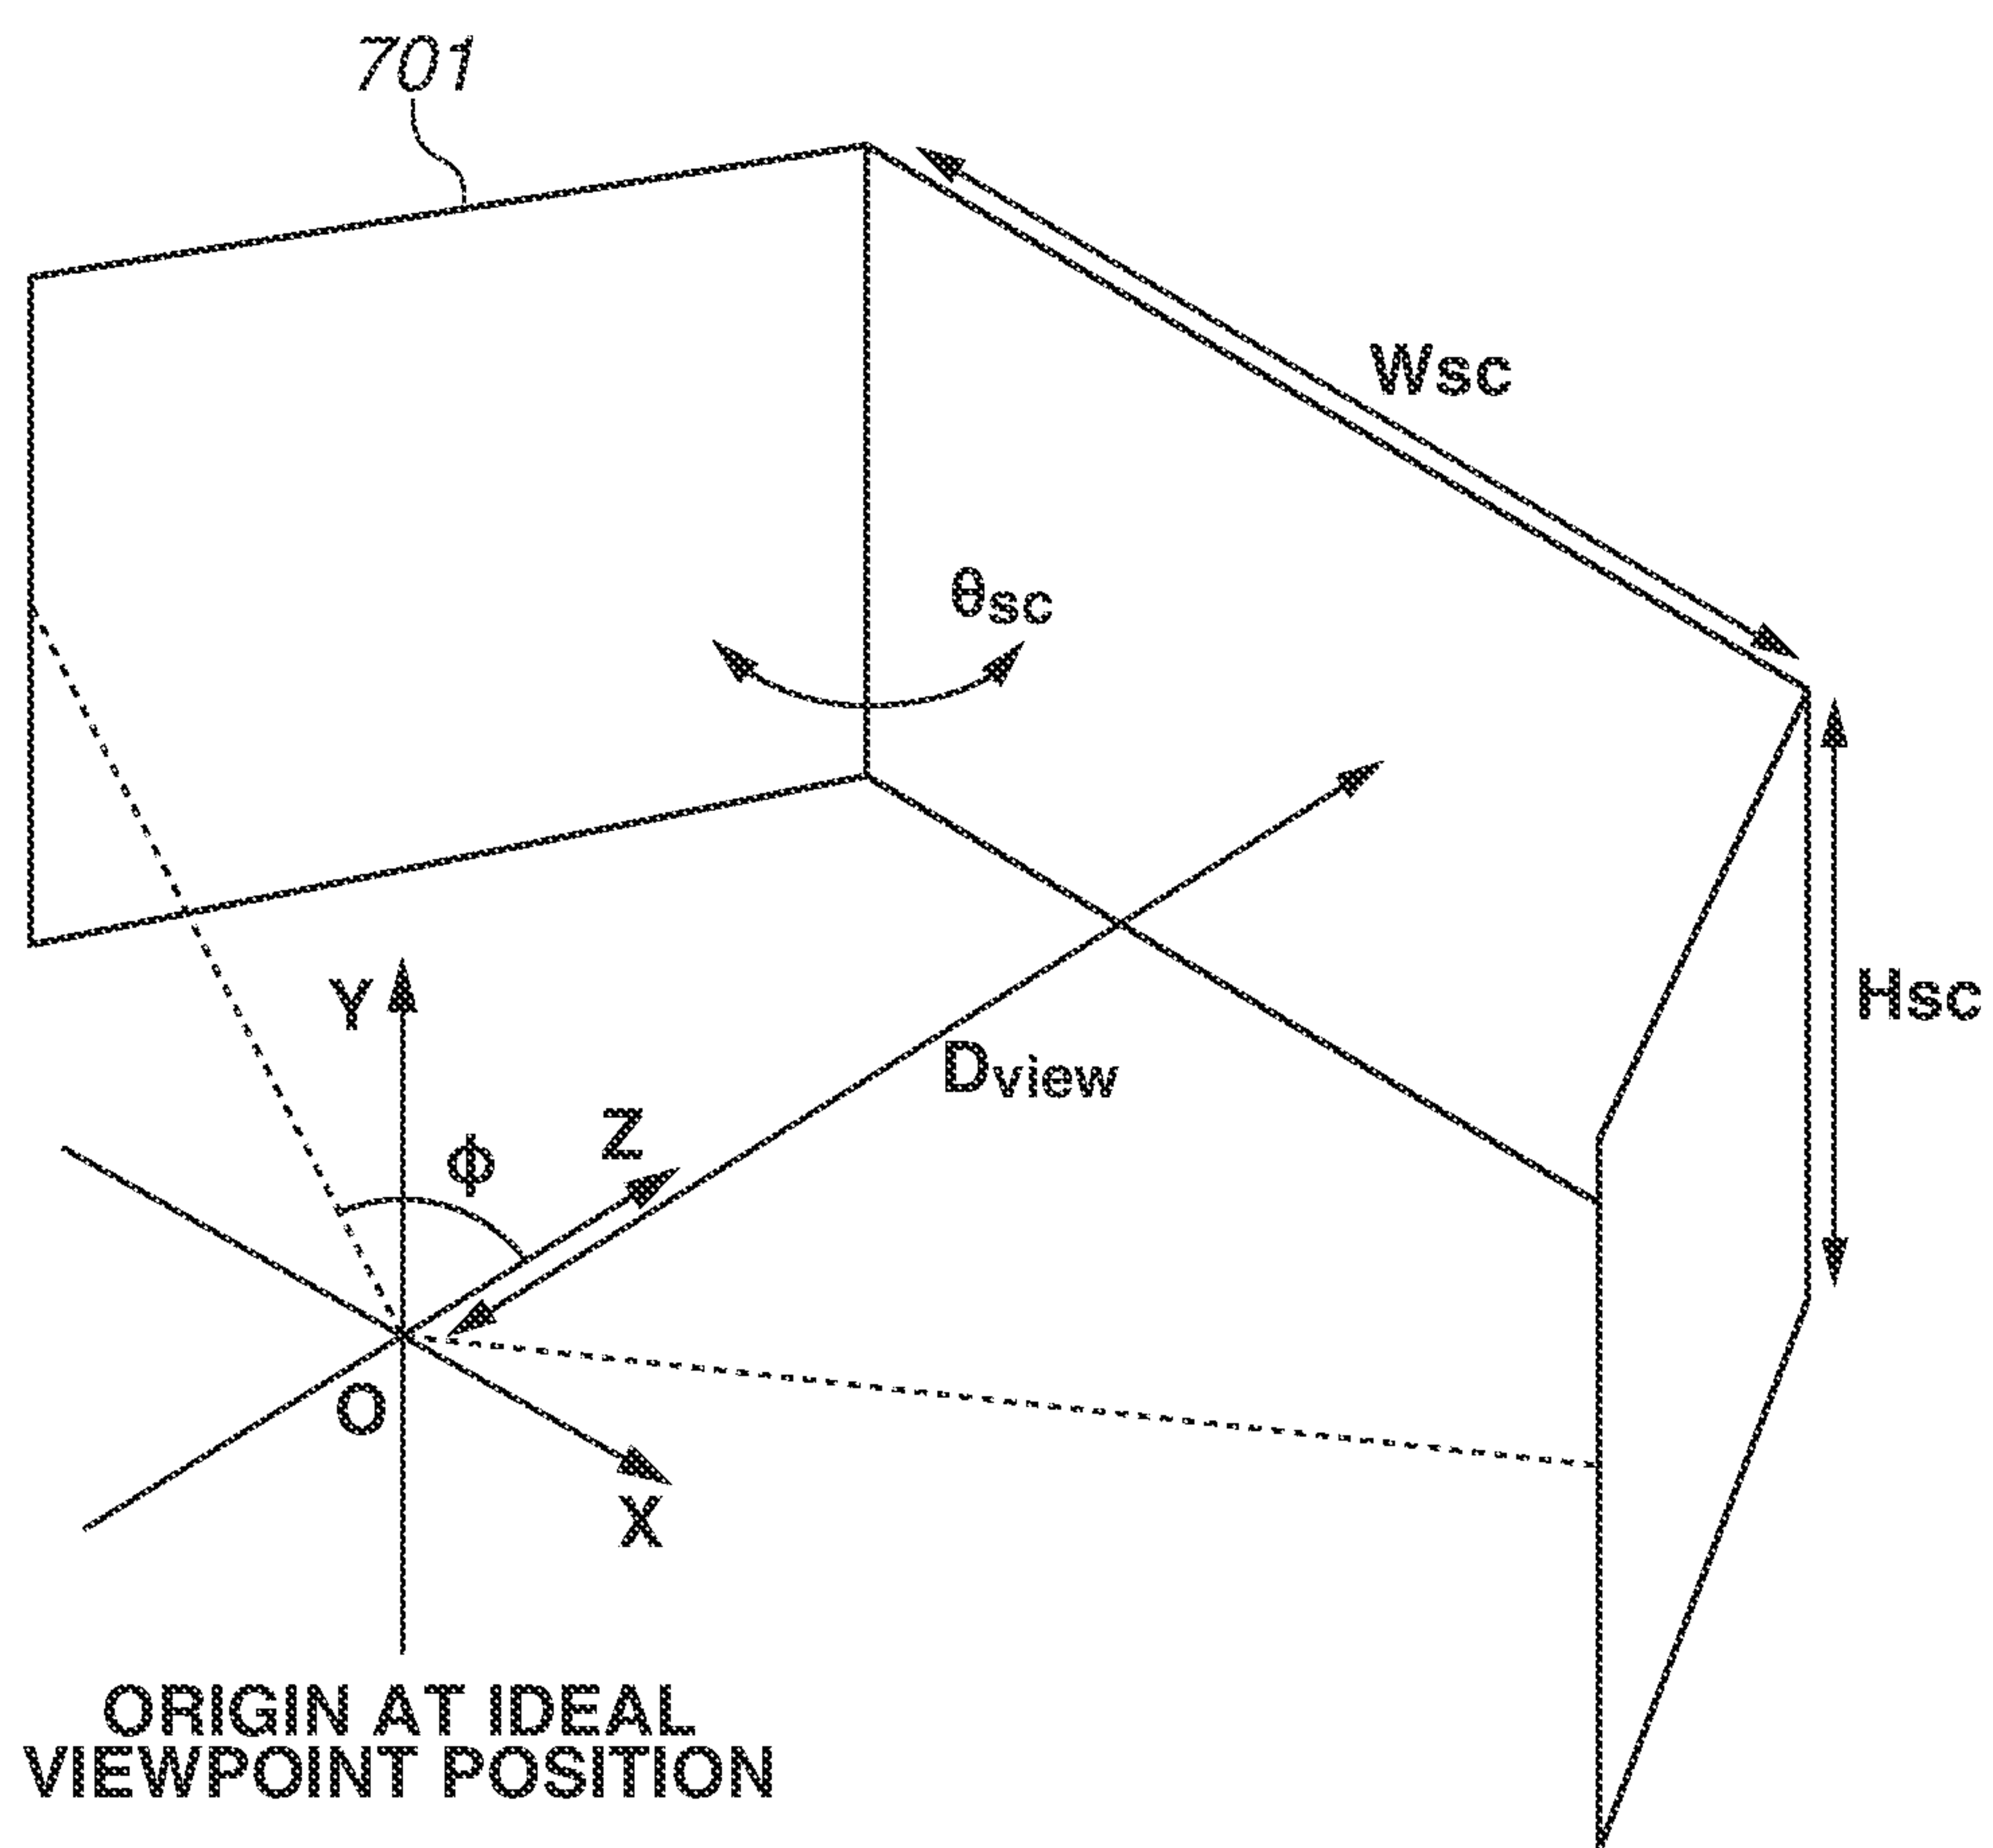 701
Wsc
θsc
Y
Hsc
Dview
Z
ϕ
O
X
ORIGIN AT IDEAL
VIEWPOINT POSITION